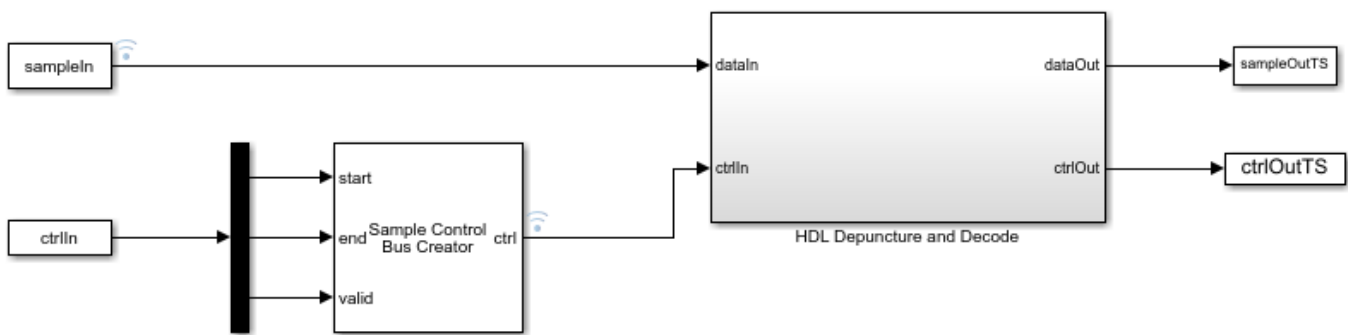 sampleIn
dataIn
dataOut
sampleOutTS
ctrlIn
ctrlOut
ctrlOutTS
start
ctrlIn
end
Sample Control
Bus Creator
ctrl
valid
HDL Depuncture and Decode